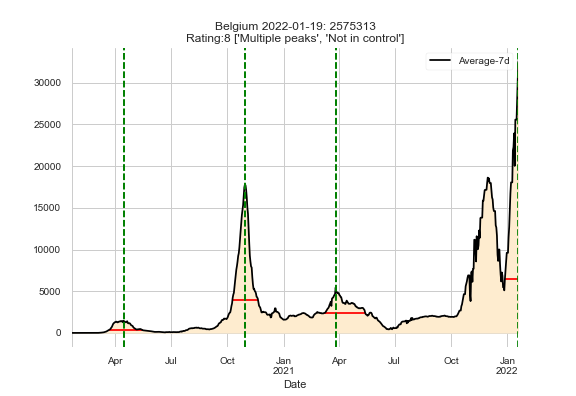 Belgium 2022-01-19: 2575313
Rating:8 ['Multiple peaks', 'Not in control']
Average-7d
30000
25000
20000
15000
10000
5000
0
Apr Jul Oct Jan Apr Jul Oct Jan
2021 2022
Date